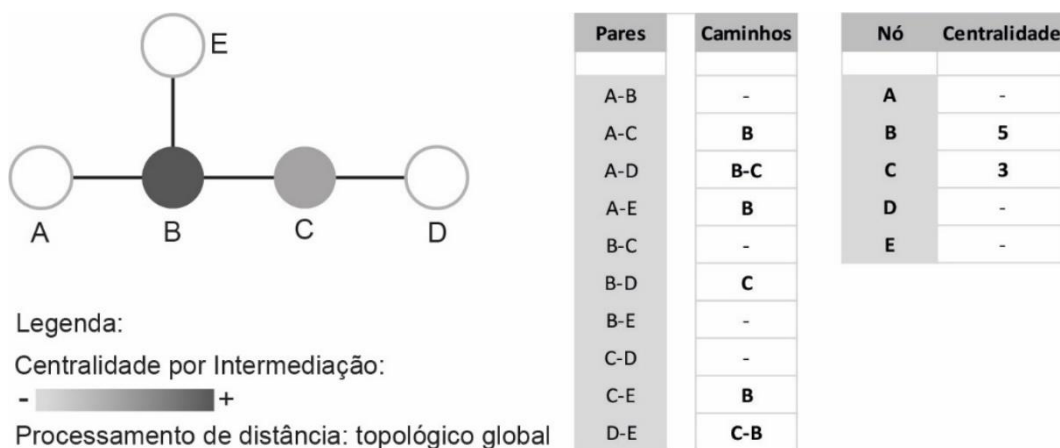 E
A B C D
Legenda:
Centralidade por Intermediação:
- +
Processamento de distância: topológico global
Pares Caminhos
A-B -
A-C B
A-D B-C
A-E B
B-C -
B-D C
B-E -
C-D -
C-E B
D-E C-B
Nó Centralidade
A -
B 5
C 3
D -
E -